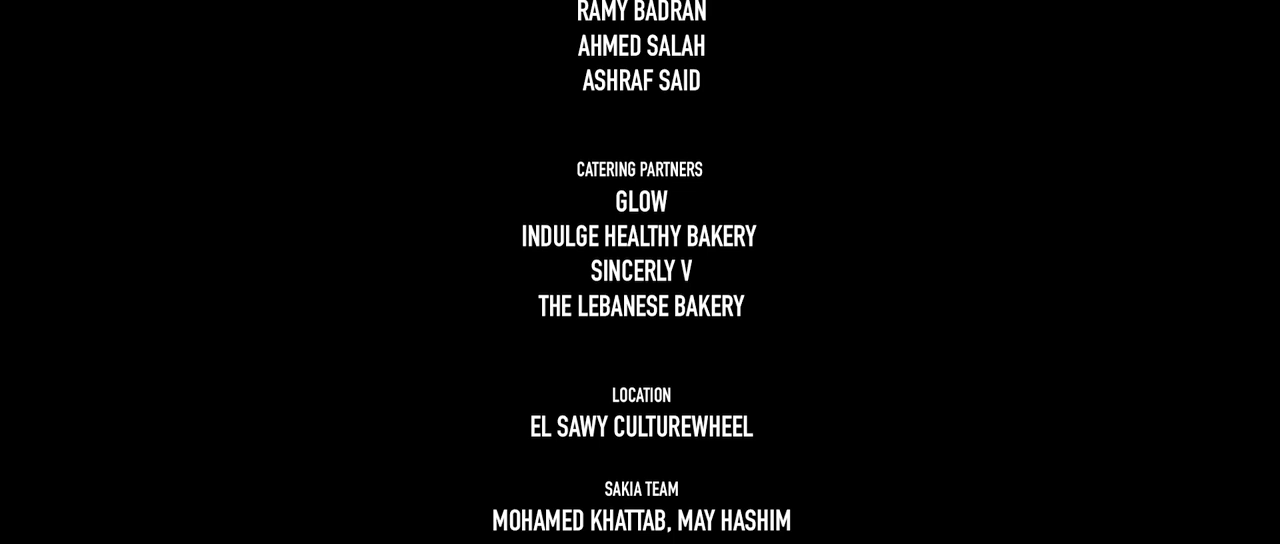 RAMY BADRAN
AHMED SALAH
ASHRAF SAID
CATERING PARTNERS
GLOW
INDULGE HEALTHY BAKERY
SINCERLY V
THE LEBANESE BAKERY
LOCATION
EL SAWY CULTUREWHEEL
SAKIA TEAM
MOHAMED KHATTAB, MAY HASHIM